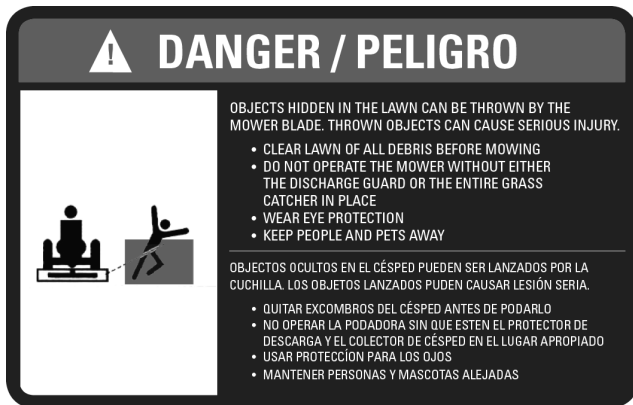 DANGER / PELIGRO
OBJECTS HIDDEN IN THE LAWN CAN BE THROWN BY THE
MOWER BLADE. THROWN OBJECTS CAN CAUSE SERIOUS INJURY.
• CLEAR LAWN OF ALL DEBRIS BEFORE MOWING
• DO NOT OPERATE THE MOWER WITHOUT EITHER
THE DISCHARGE GUARD OR THE ENTIRE GRASS
CATCHER IN PLACE
• WEAR EYE PROTECTION
• KEEP PEOPLE AND PETS AWAY
OBJECTOS OCULTOS EN EL CÉSPED PUEDEN SER LANZADOS POR LA
CUCHILLA. LOS OBJETOS LANZADOS PUDEN CAUSAR LESIÓN SERIA.
• QUITAR EXCOMBROS DEL CÉSPED ANTES DE PODARLO
• NO OPERAR LA PODADORA SIN QUE ESTEN EL PROTECTOR DE
DESCARGA Y EL COLECTOR DE CÉSPED EN EL LUGAR APROPIADO
• USAR PROTECCÍON PARA LOS OJOS
• MANTENER PERSONAS Y MASCOTAS ALEJADAS